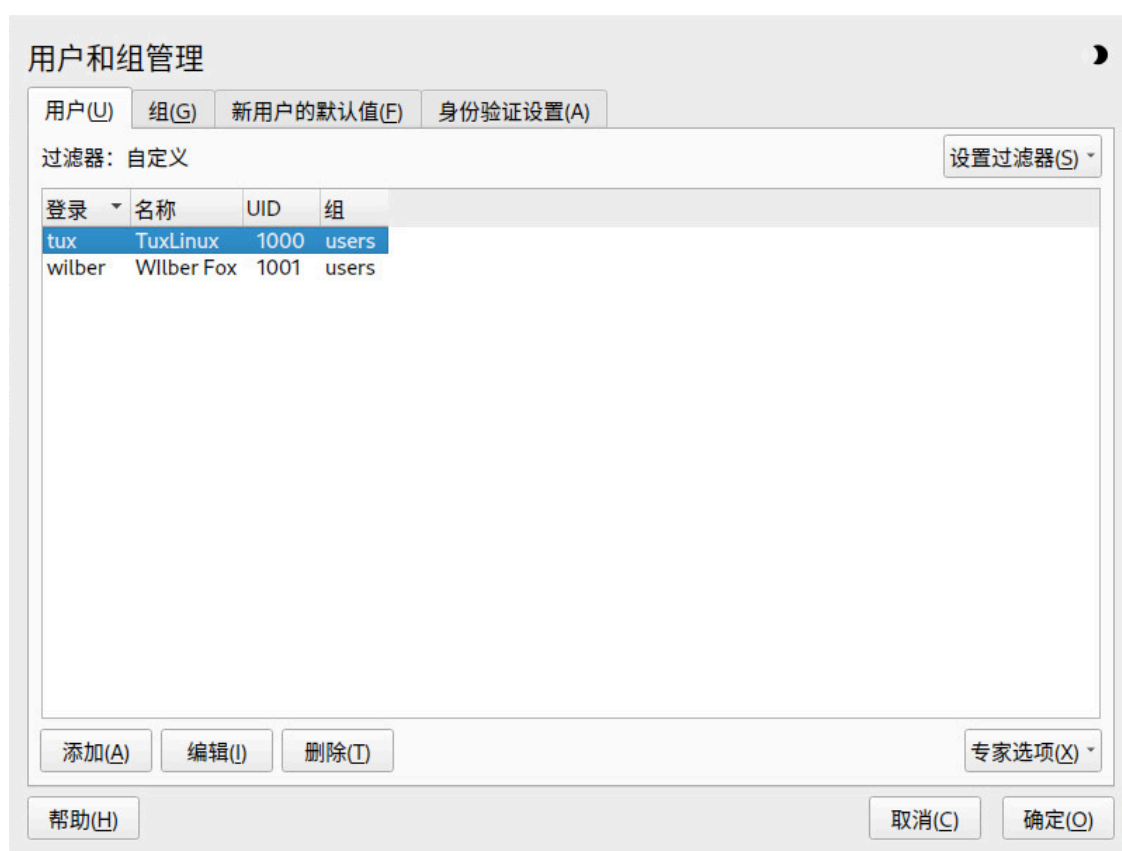 用户和组管理
用户(U) 组(G) 新用户的默认值(F) 身份验证设置(A)
过滤器：自定义 设置过滤器(S)
登录 名称 UID 组
tux TuxLinux 1000 users
wilber WIlber Fox 1001 users
添加(A) 编辑(I) 删除(T) 专家选项(X)
帮助(H) 取消(C) 确定(O)